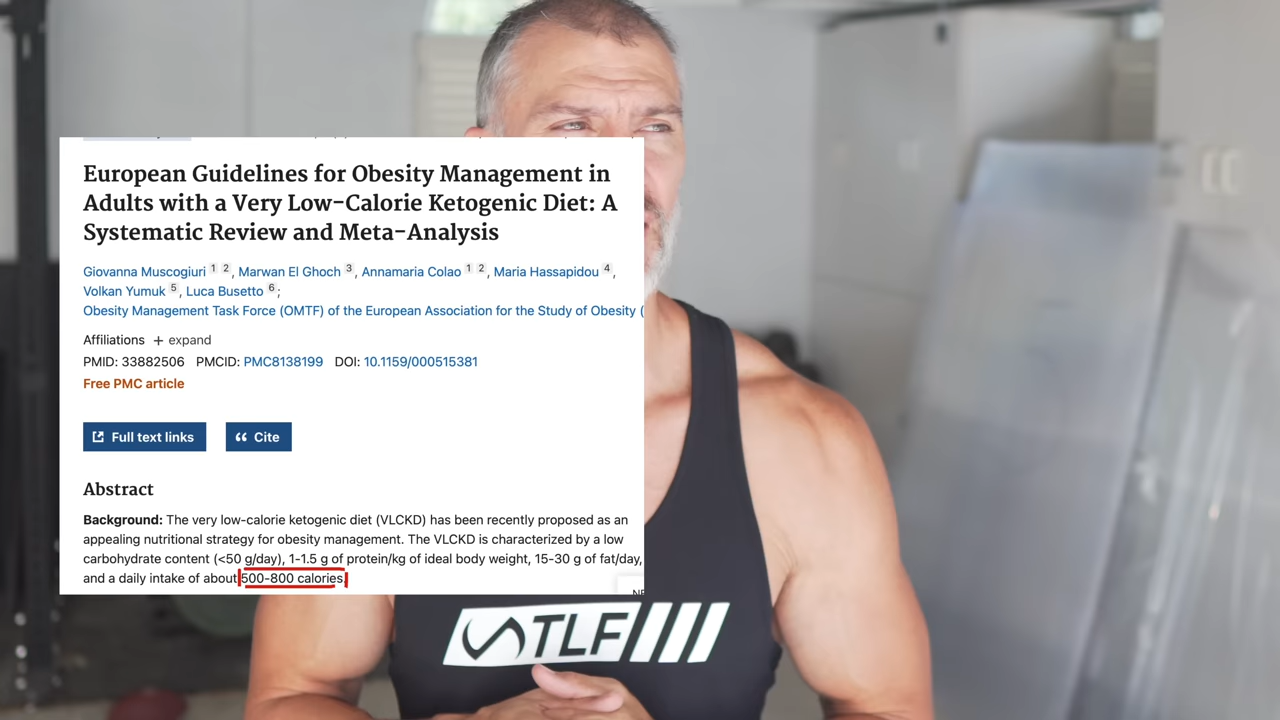 European Guidelines for Obesity Management in
Adults with a Very Low-Calorie Ketogenic Diet: A
Systematic Review and Meta-Analysis
Giovanna Muscogiuri 1 2, Marwan El Ghoch 3, Annamaria Colao 1 2, Maria Hassapidou 4,
Volkan Yumuk 5, Luca Busetto 6;
Obesity Management Task Force (OMTF) of the European Association for the Study of Obesity (
Affiliations + expand
PMID: 33882506 PMCID: PMC8138199 DOI: 10.1159/000515381
Free PMC article
Full text links
Cite
Abstract
Background: The very low-calorie ketogenic diet (VLCKD) has been recently proposed as an
appealing nutritional strategy for obesity management. The VLCKD is characterized by a low
carbohydrate content (<50 g/day), 1-1.5 g of protein/kg of ideal body weight, 15-30 g of fat/day,
and a daily intake of about 500-800 calories.
TLF